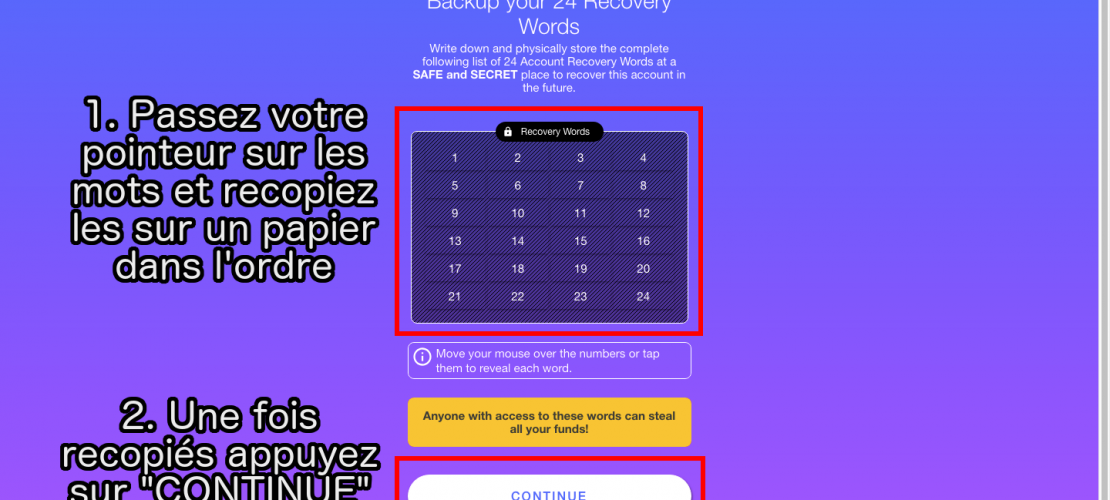 Backup your 24 Recovery
Words
Write down and physically store the complete
following list of 24 Account Recovery Words at a
SAFE and SECRET place to recover this account in
the future.
1. Passez votre
pointeur sur les
mots et recopiez
les sur un papier
dans l'ordre
Recovery Words
1 2 3 4
5 6 7 8
9 10 11 12
13 14 15 16
17 18 19 20
21 22 23 24
Move your mouse over the numbers or tap
them to reveal each word.
Anyone with access to these words can steal
all your funds!
2. Une fois
recopiés appuyez
sur "CONTINUE"
CONTINUE